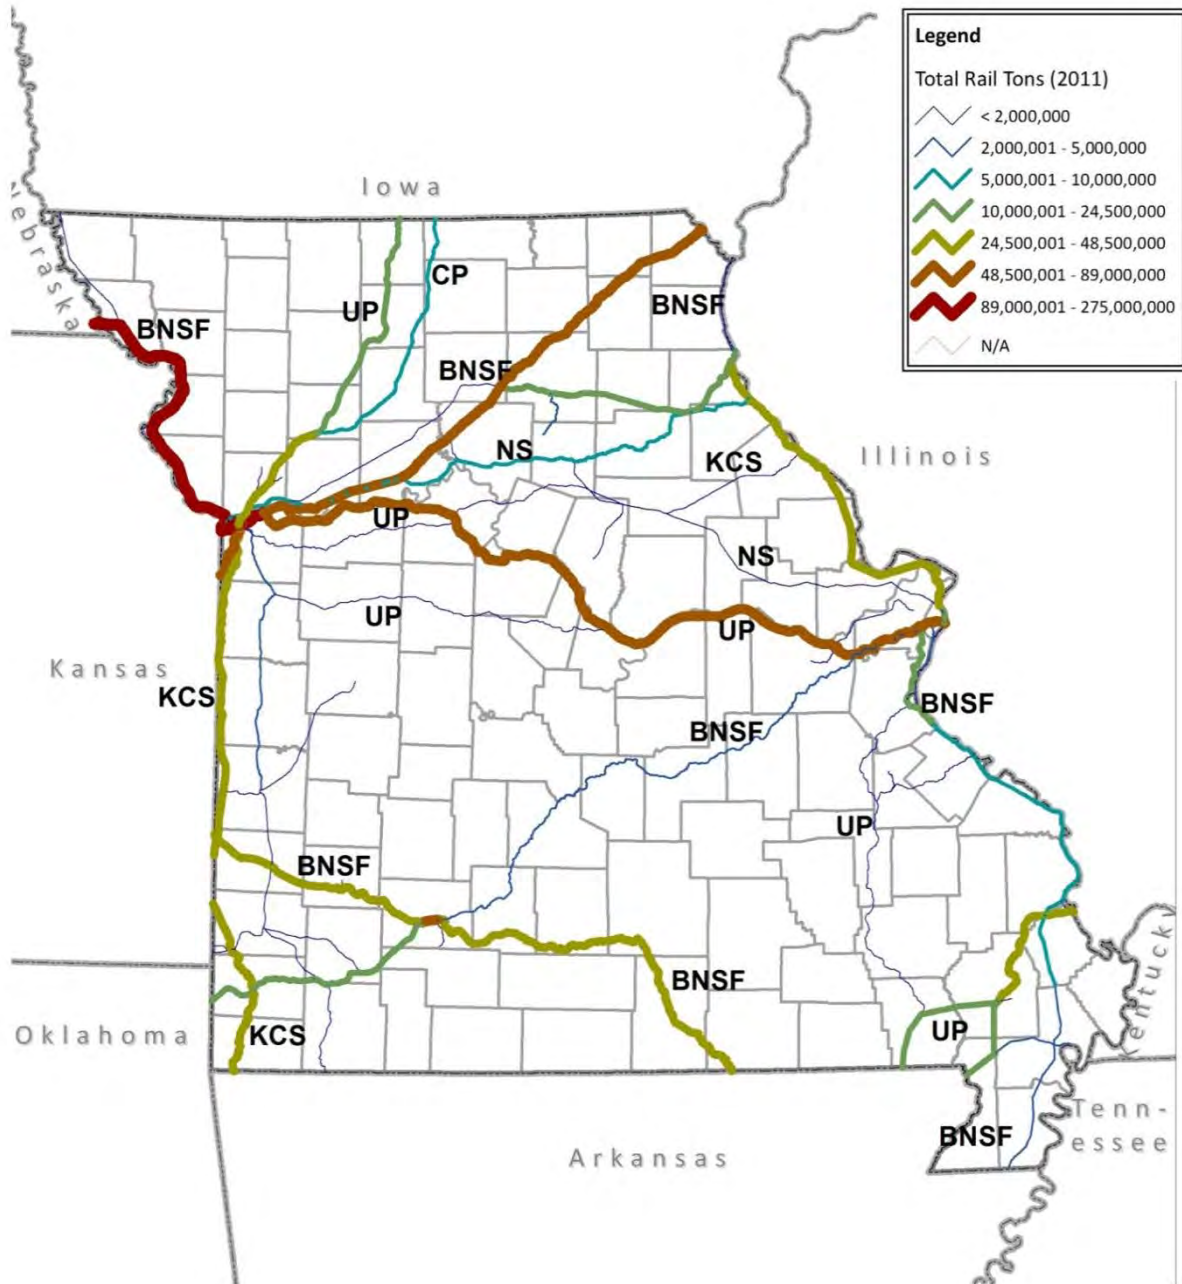 Legend
Total Rail Tons (2011)
< 2,000,000
2,000,001 - 5,000,000
5,000,001 - 10,000,000
10,000,001 - 24,500,000
24,500,001 - 48,500,000
48,500,001 - 89,000,000
89,000,001 - 275,000,000
N/A
Iowa
Nebraska
CP
UP
BNSF
BNSF
BNSF
NS
KCS
Illinois
UP
NS
UP
UP
Kansas
KCS
BNSF
BNSF
UP
BNSF
Kentucky
BNSF
Oklahoma
KCS
UP
Tenn-
essee
BNSF
Arkansas